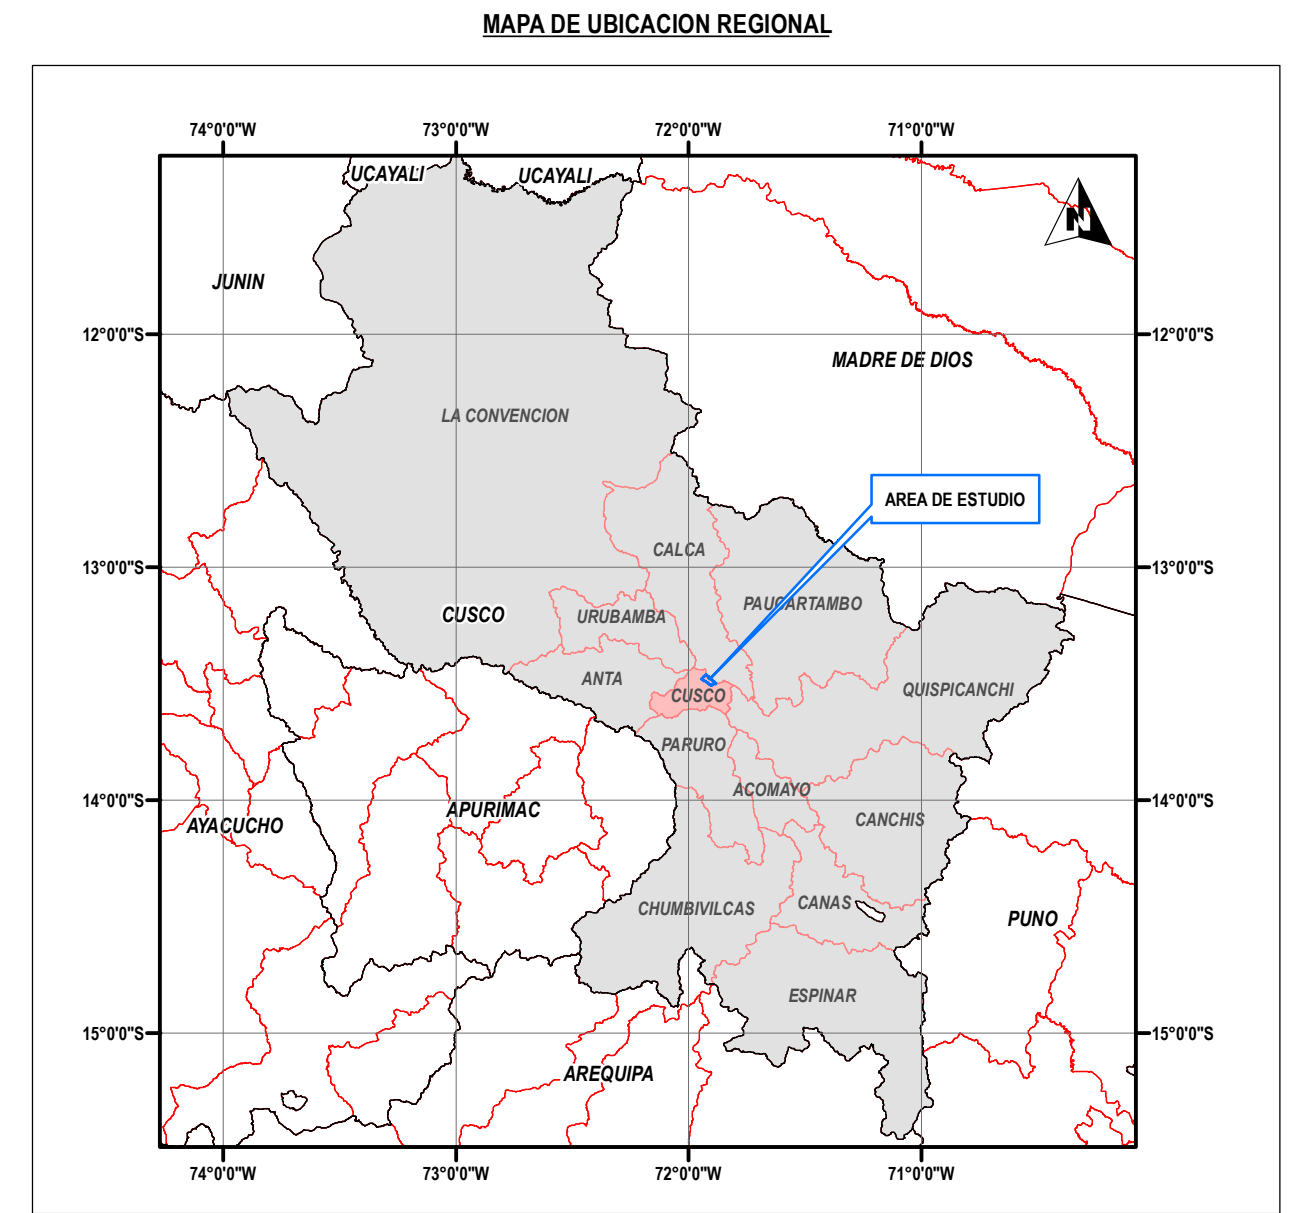 MAPA DE UBICACION REGIONAL
74°0'0"W 73°0'0"W 72°0'0"W 71°0'0"W
UCAYALI UCAYALI
N
JUNIN
12°0'0"S 12°0'0"S
MADRE DE DIOS
LA CONVENCION
AREA DE ESTUDIO
CALCA
13°0'0"S 13°0'0"S
PAUCARTAMBO
CUSCO URUBAMBA
ANTA CUSCO QUISPICANCHI
PARURO
ACOMAYO
14°0'0"S 14°0'0"S
APURIMAC
AYACUCHO CANCHIS
CHUMBIVILCAS CANAS PUNO
ESPINAR
15°0'0"S 15°0'0"S
AREQUIPA
74°0'0"W 73°0'0"W 72°0'0"W 71°0'0"W